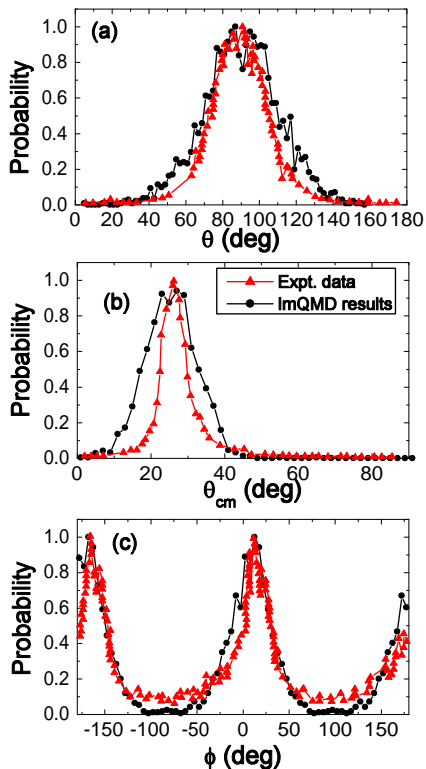 (a)
Probability
1.0
0.8
0.6
0.4
0.2
0.0
0 20 40 60 80 100 120 140 160 180
θ (deg)
(b)
Expt. data
ImQMD results
Probability
1.0
0.8
0.6
0.4
0.2
0.0
0 20 40 60 80
θcm (deg)
(c)
Probability
1.0
0.8
0.6
0.4
0.2
0.0
-150 -100 -50 0 50 100 150
ϕ (deg)